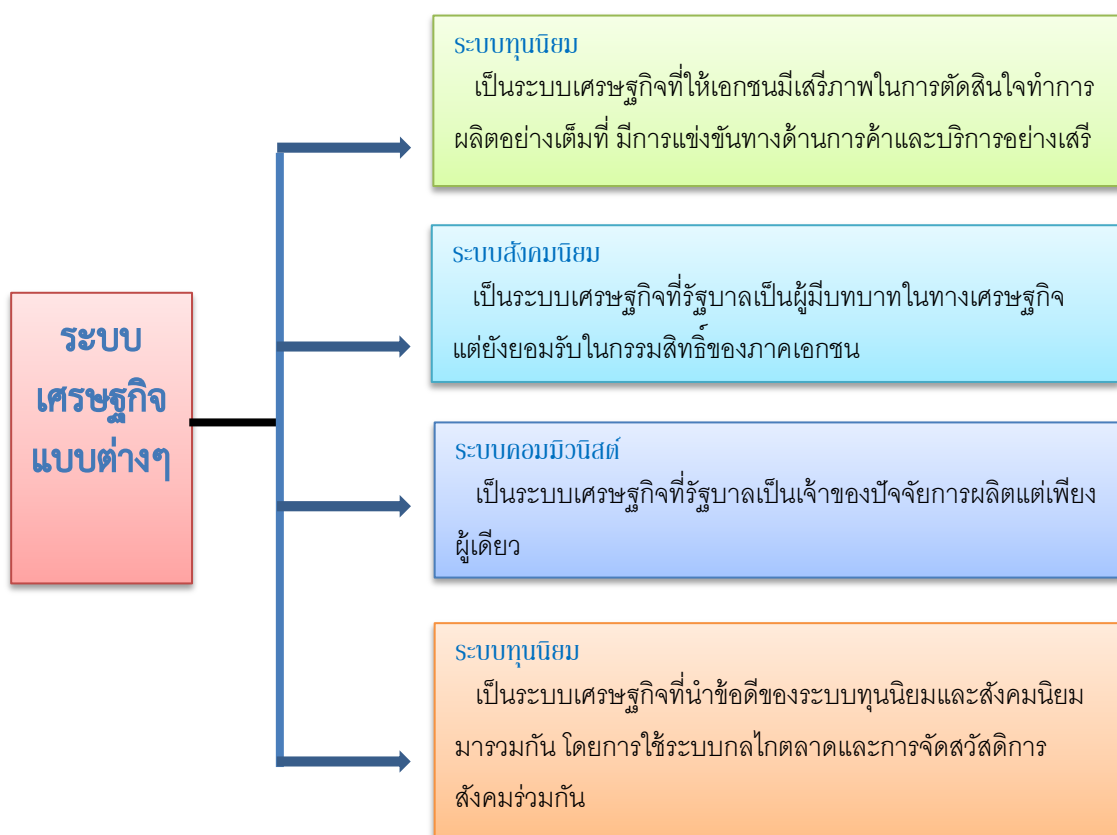 ระบบ
เศรษฐกิจ
แบบต่างๆ
ระบบทุนนิยม
เป็นระบบเศรษฐกิจที่ให้เอกชนมีเสรีภาพในการตัดสินใจทำการ
ผลิตอย่างเต็มที่ มีการแข่งขันทางด้านการค้าและบริการอย่างเสรี
ระบบสังคมนิยม
เป็นระบบเศรษฐกิจที่รัฐบาลเป็นผู้มีบทบาทในทางเศรษฐกิจ
แต่ยังยอมรับในกรรมสิทธิ์ของภาคเอกชน
ระบบคอมมิวนิสต์
เป็นระบบเศรษฐกิจที่รัฐบาลเป็นเจ้าของปัจจัยการผลิตแต่เพียง
ผู้เดียว
ระบบทุนนิยม
เป็นระบบเศรษฐกิจที่นำข้อดีของระบบทุนนิยมและสังคมนิยม
มารวมกัน โดยการใช้ระบบกลไกตลาดและการจัดสวัสดิการ
สังคมร่วมกัน